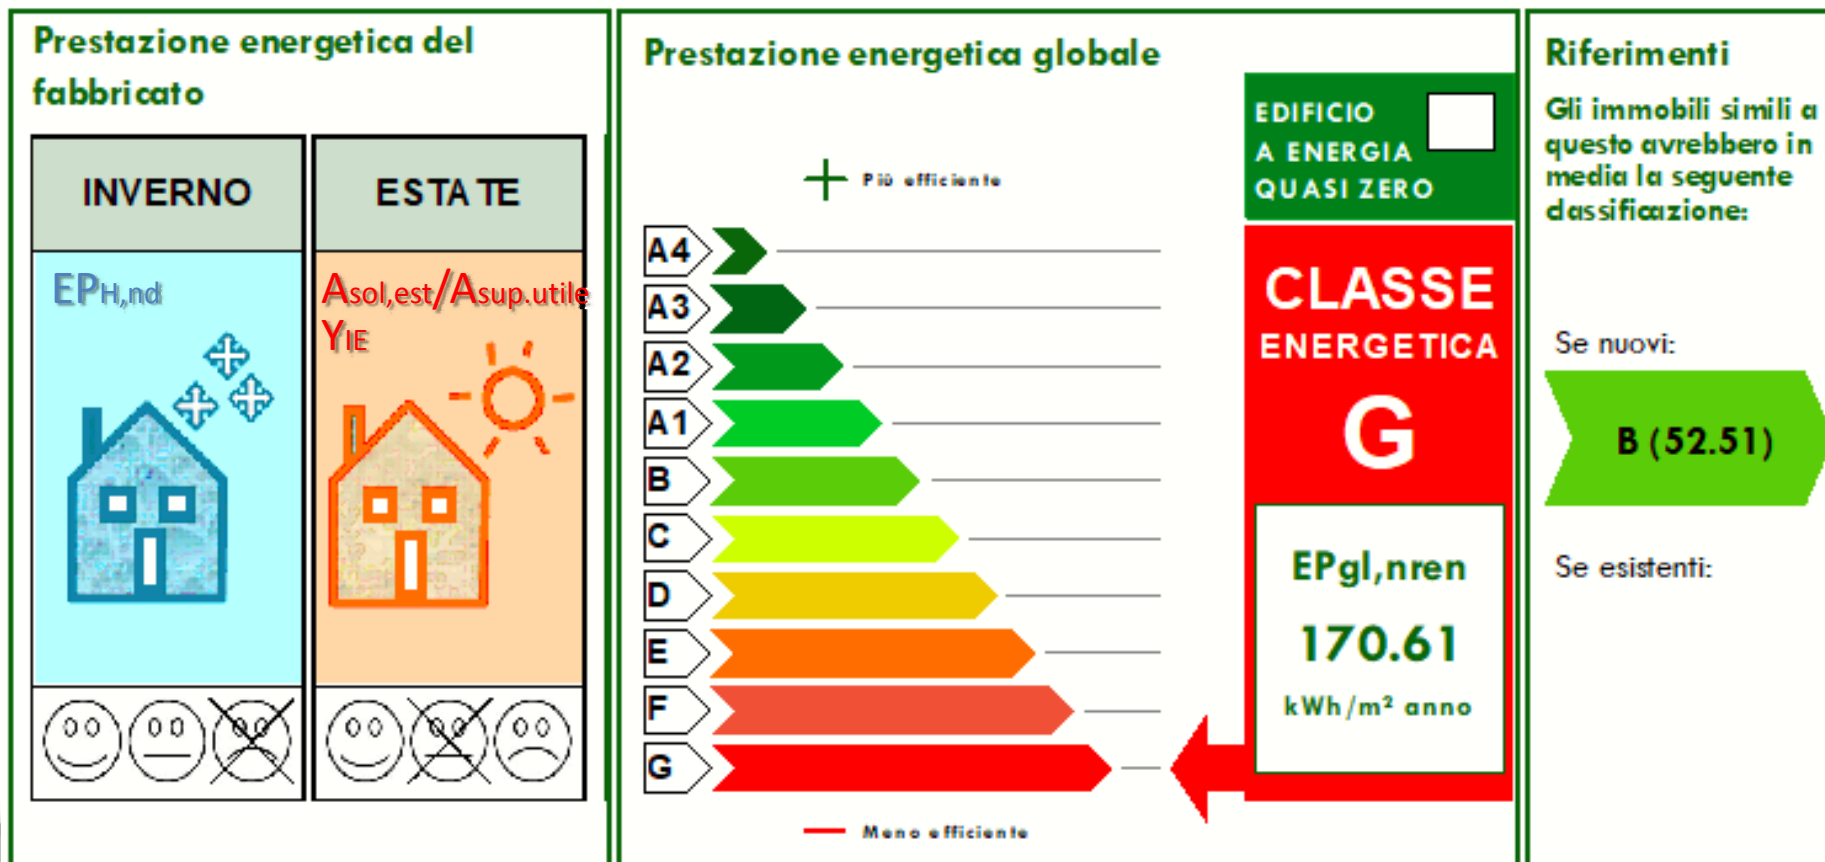 Prestazione energetica del
fabbricato
INVERNO
ESTATE
EPH,nd
Asol,est/Asup.utile
YIE
Prestazione energetica globale
Più efficiente
A4
A3
A2
A1
B
C
D
E
F
G
Meno efficiente
EDIFICIO
A ENERGIA
QUASI ZERO
CLASSE
ENERGETICA
G
EPgl,nren
170.61
kWh/m² anno
Riferimenti
Gli immobili simili a
questo avrebbero in
media la seguente
classificazione:
Se nuovi:
B (52.51)
Se esistenti: